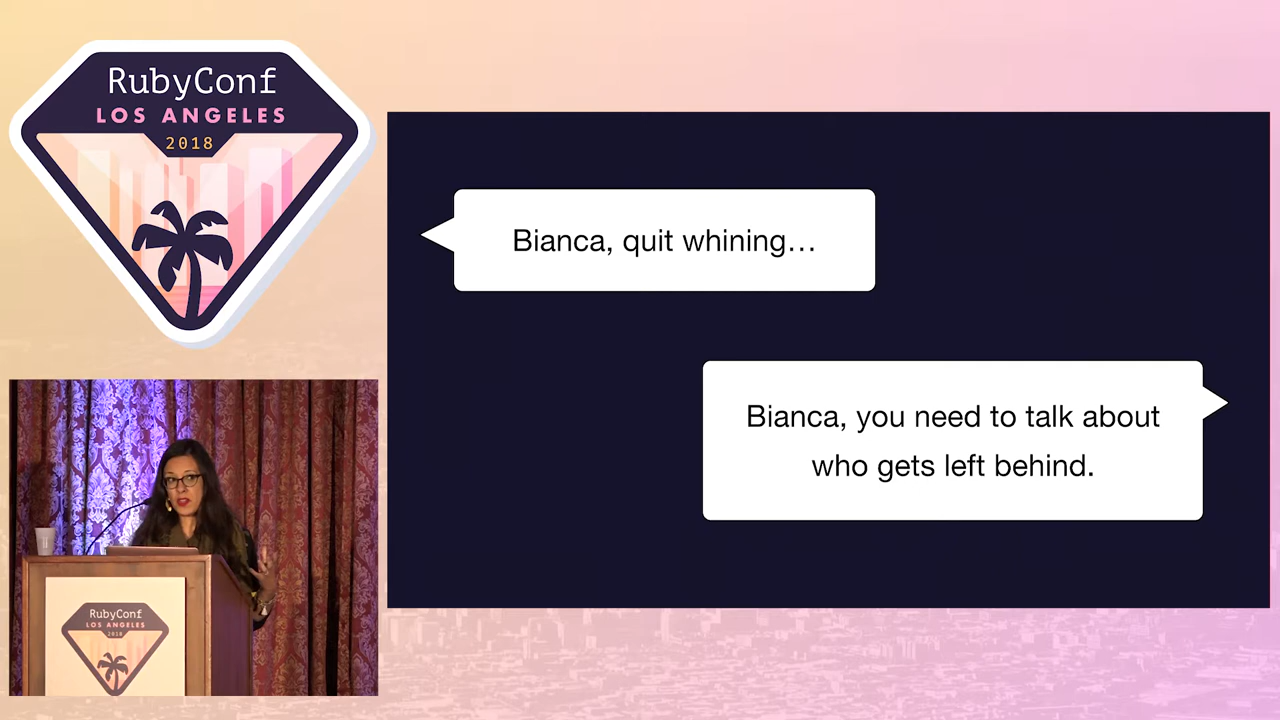 RubyConf
LOS ANGELES
2018
Bianca, quit whining…
Bianca, you need to talk about
who gets left behind.
RubyConf
LOS ANGELES
2018